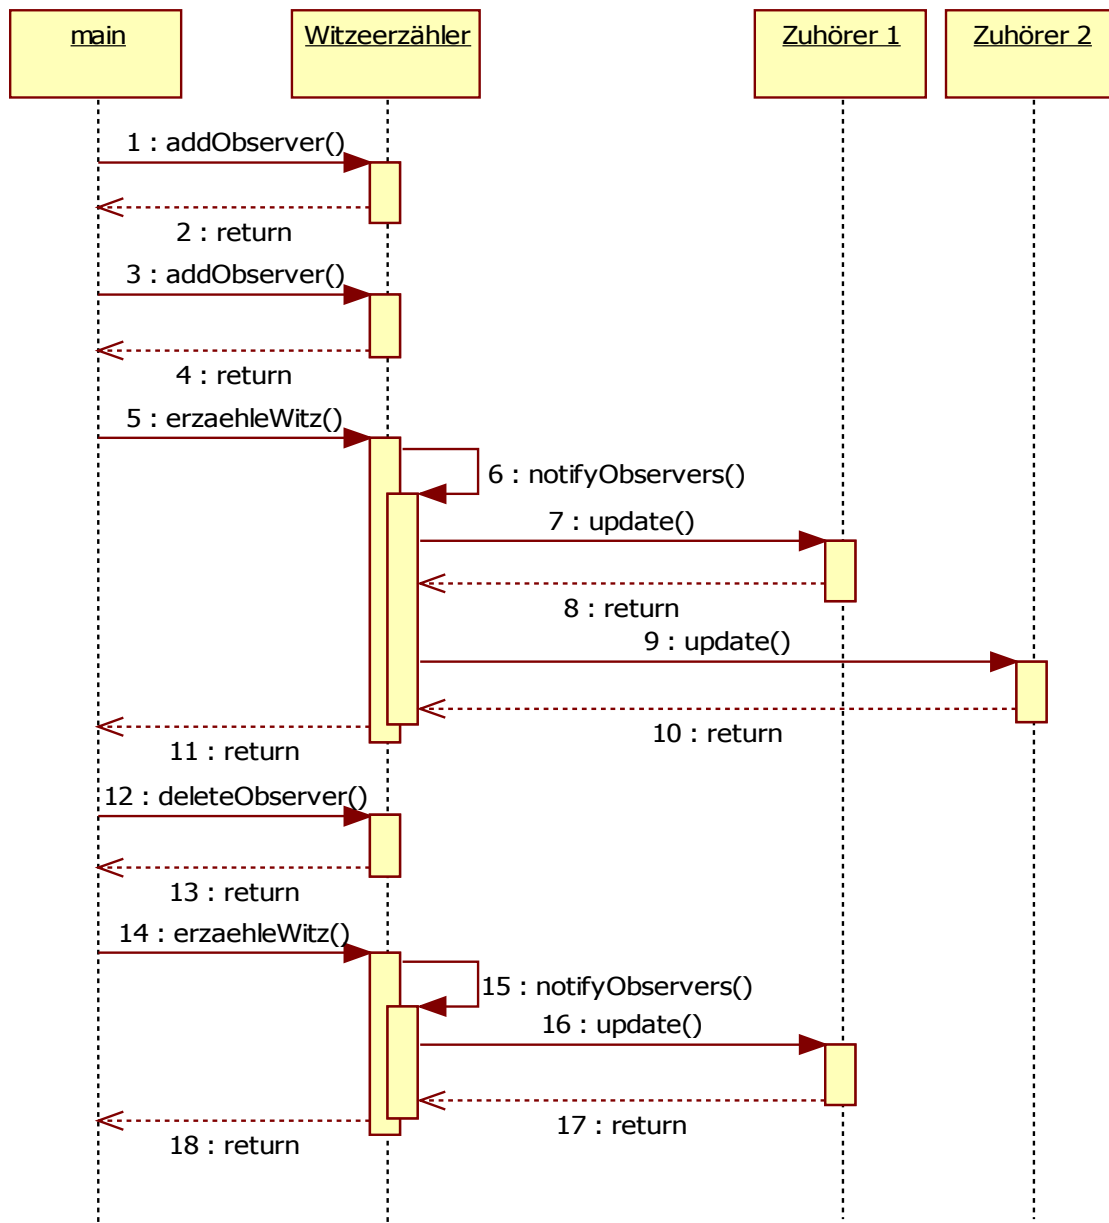 main
Witzeerzähler
Zuhörer 1
Zuhörer 2
1 : addObserver()
2 : return
3 : addObserver()
4 : return
5 : erzaehleWitz()
6 : notifyObservers()
7 : update()
8 : return
9 : update()
10 : return
11 : return
12 : deleteObserver()
13 : return
14 : erzaehleWitz()
15 : notifyObservers()
16 : update()
17 : return
18 : return